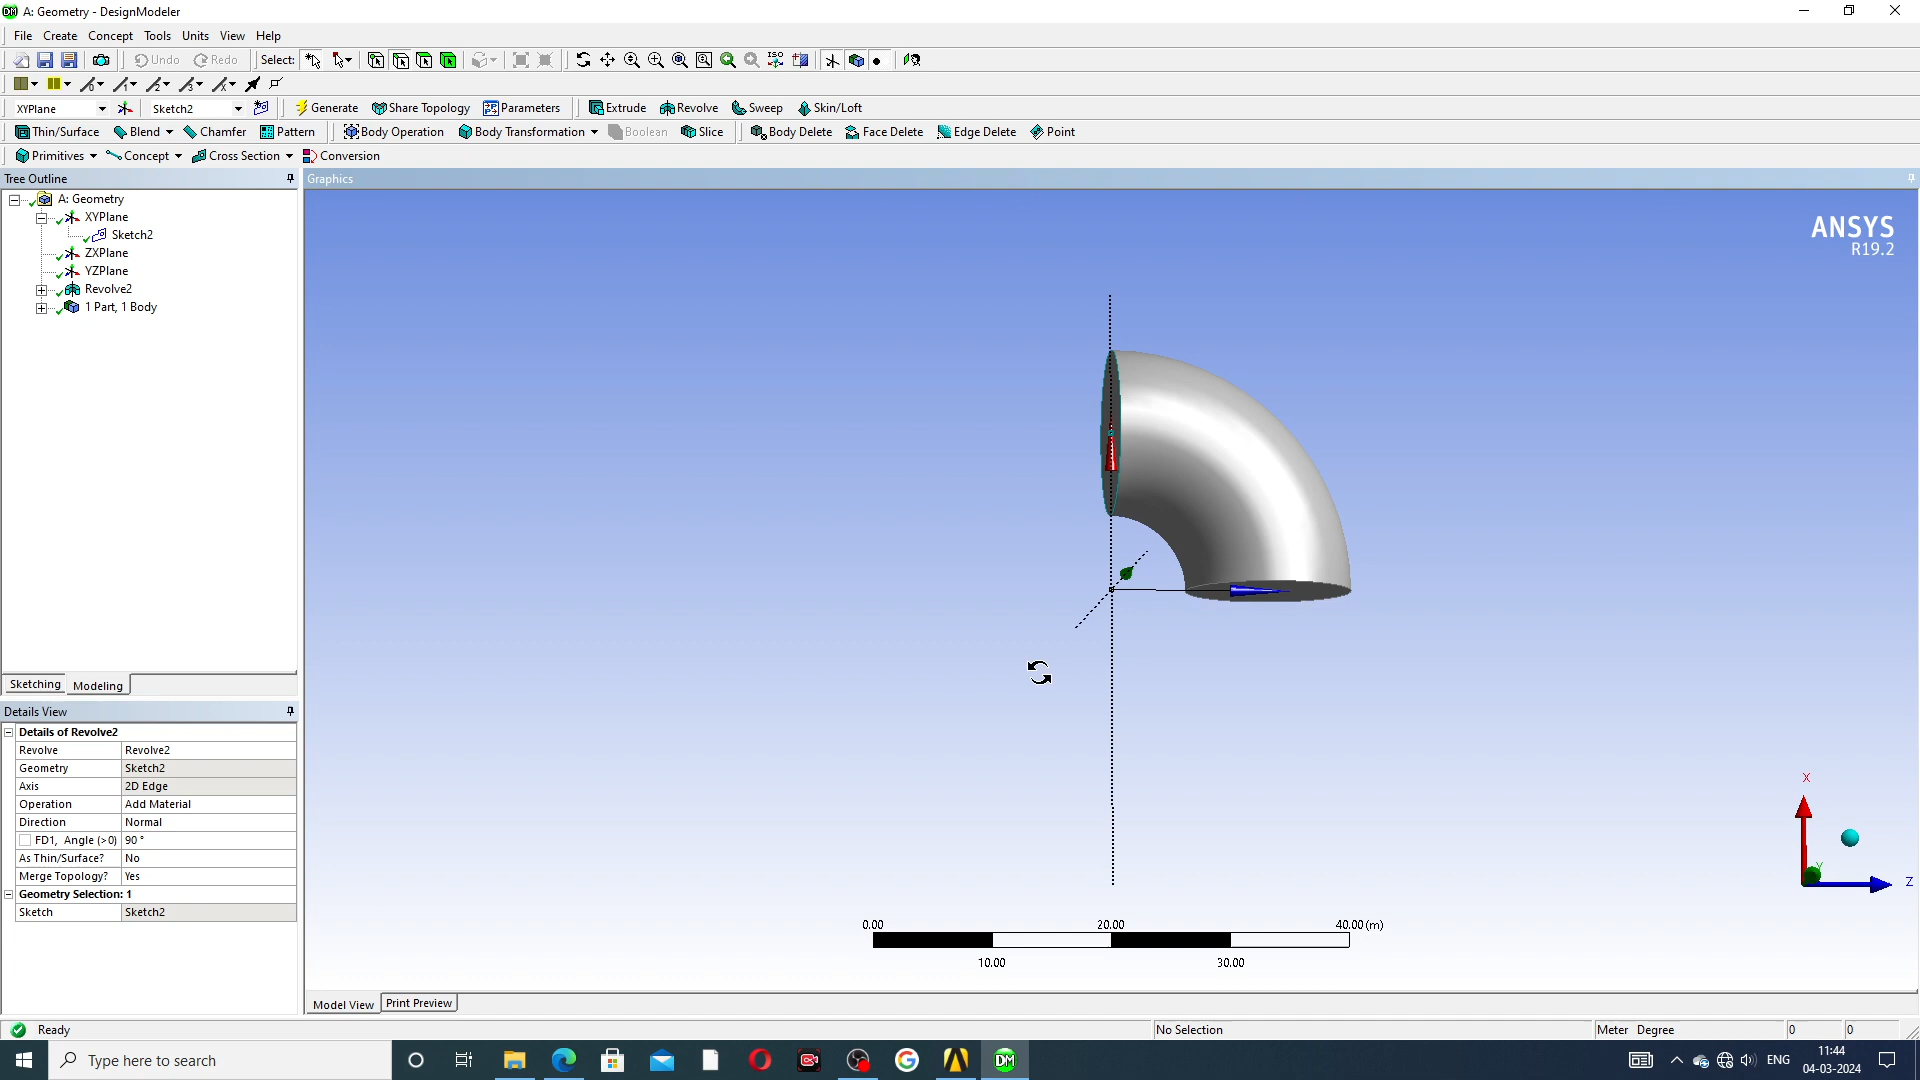 A: Geometry - DesignModeler
File Create Concept Tools Units View Help
Undo Redo Select:
XYPlane Sketch2 Generate Share Topology Parameters Extrude Revolve Sweep Skin/Loft
Thin/Surface Blend Chamfer Pattern Body Operation Body Transformation Boolean Slice Body Delete Face Delete Edge Delete Point
Primitives Concept Cross Section Conversion
Tree Outline
Graphics
A: Geometry
XYPlane
Sketch2
ZXPlane
YZPlane
Revolve2
1 Part, 1 Body
ANSYS
R19.2
Sketching Modeling
Details View
Details of Revolve2
Revolve Revolve2
Geometry Sketch2
Axis 2D Edge
Operation Add Material
Direction Normal
FD1, Angle (>0) 90 °
As Thin/Surface? No
Merge Topology? Yes
Geometry Selection: 1
Sketch Sketch2
X
Y
Z
0.00 20.00 40.00 (m)
10.00 30.00
Model View Print Preview
Ready No Selection Meter Degree 0 0
Type here to search
DM
ENG
11:44
04-03-2024